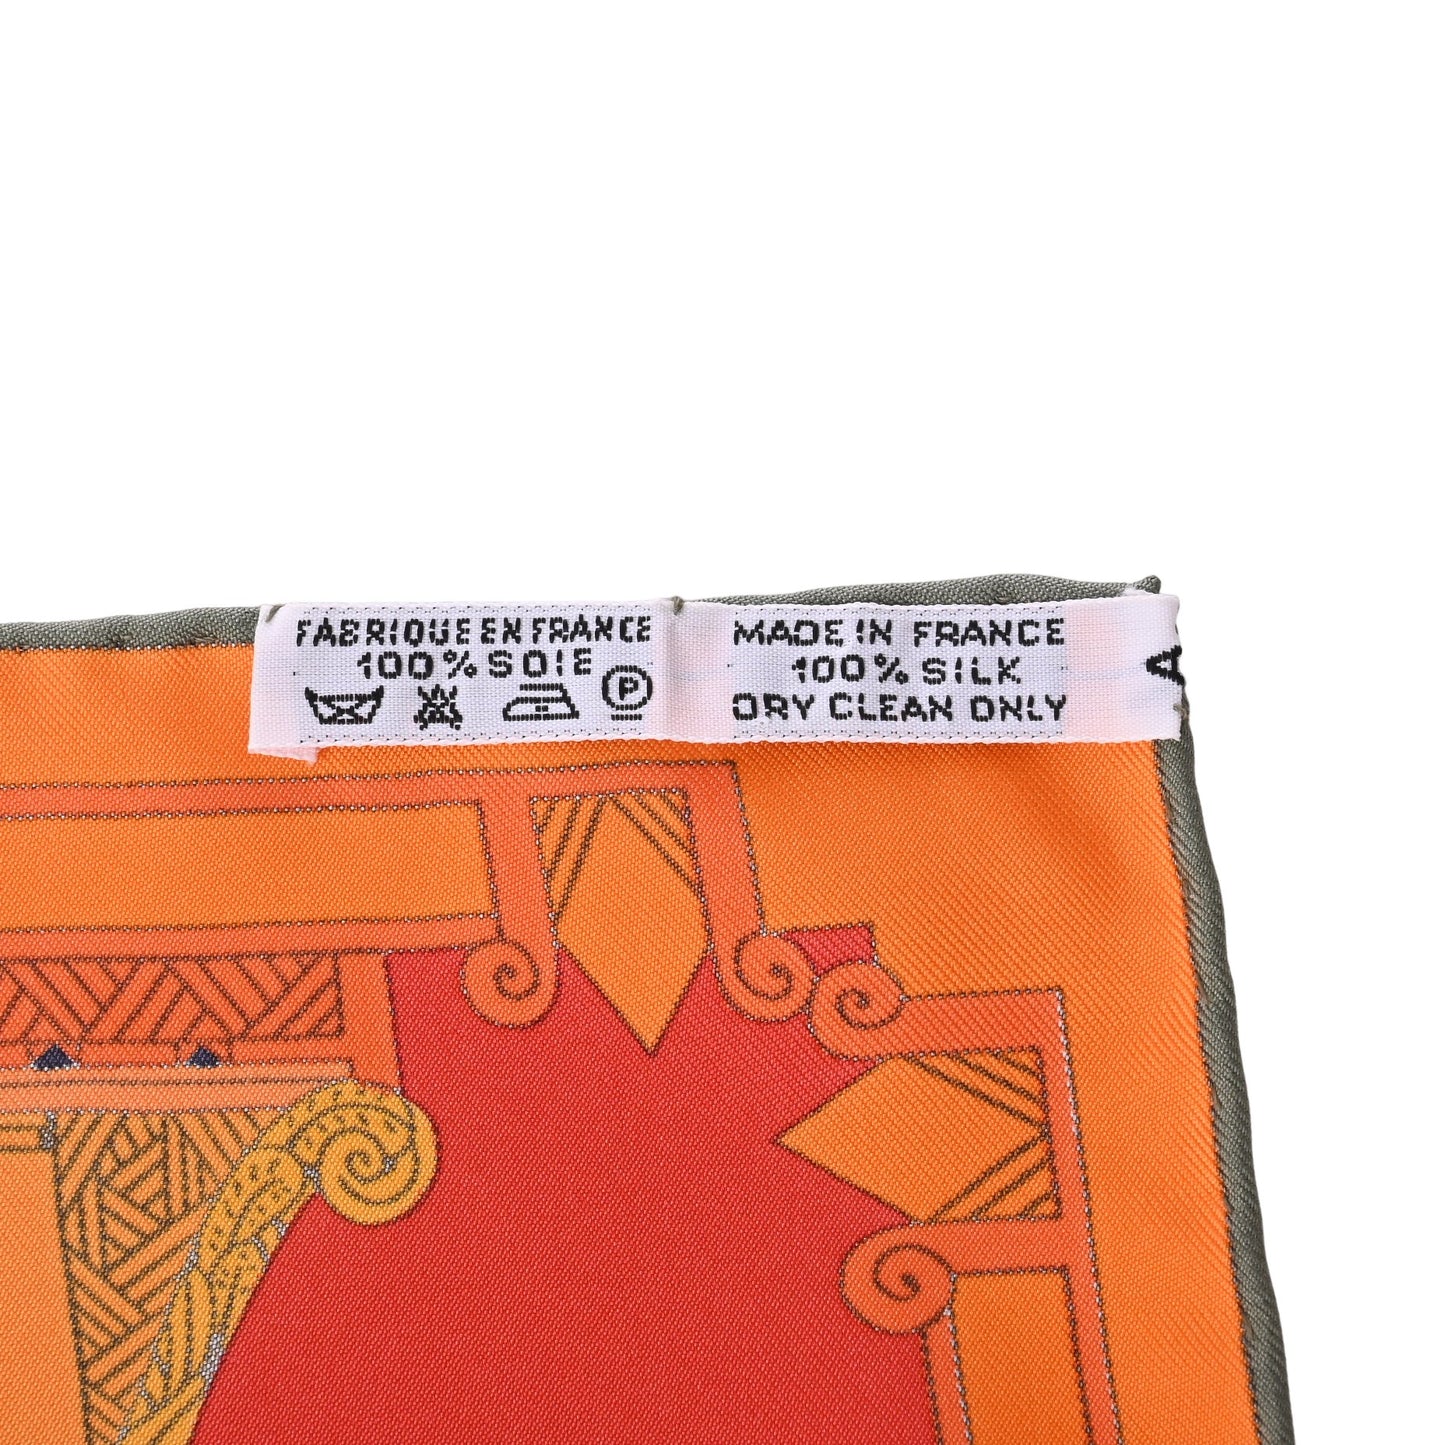 FABRIQUE EN FRANCE
100% SOIE
P
MADE IN FRANCE
100% SILK
DRY CLEAN ONLY
A